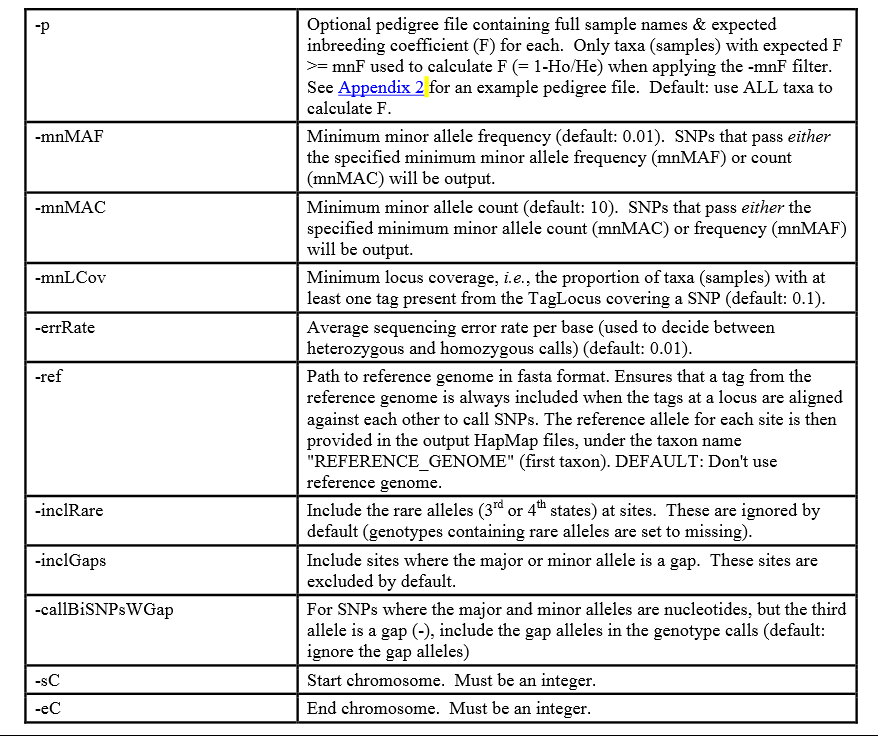 -p
Optional pedigree file containing full sample names & expected
inbreeding coefficient (F) for each.  Only taxa (samples) with expected F
>= mnF used to calculate F (= 1-Ho/He) when applying the -mnF filter.
See Appendix 2 for an example pedigree file.  Default: use ALL taxa to
calculate F.
-mnMAF
Minimum minor allele frequency (default: 0.01).  SNPs that pass either
the specified minimum minor allele frequency (mnMAF) or count
(mnMAC) will be output.
-mnMAC
Minimum minor allele count (default: 10).  SNPs that pass either the
specified minimum minor allele count (mnMAC) or frequency (mnMAF)
will be output.
-mnLCov
Minimum locus coverage, i.e., the proportion of taxa (samples) with at
least one tag present from the TagLocus covering a SNP (default: 0.1).
-errRate
Average sequencing error rate per base (used to decide between
heterozygous and homozygous calls) (default: 0.01).
-ref
Path to reference genome in fasta format. Ensures that a tag from the
reference genome is always included when the tags at a locus are aligned
against each other to call SNPs. The reference allele for each site is then
provided in the output HapMap files, under the taxon name
"REFERENCE_GENOME" (first taxon). DEFAULT: Don't use
reference genome.
-inclRare
Include the rare alleles (3rd or 4th states) at sites.  These are ignored by
default (genotypes containing rare alleles are set to missing).
-inclGaps
Include sites where the major or minor allele is a gap.  These sites are
excluded by default.
-callBiSNPsWGap
For SNPs where the major and minor alleles are nucleotides, but the third
allele is a gap (-), include the gap alleles in the genotype calls (default:
ignore the gap alleles)
-sC
Start chromosome.  Must be an integer.
-eC
End chromosome.  Must be an integer.